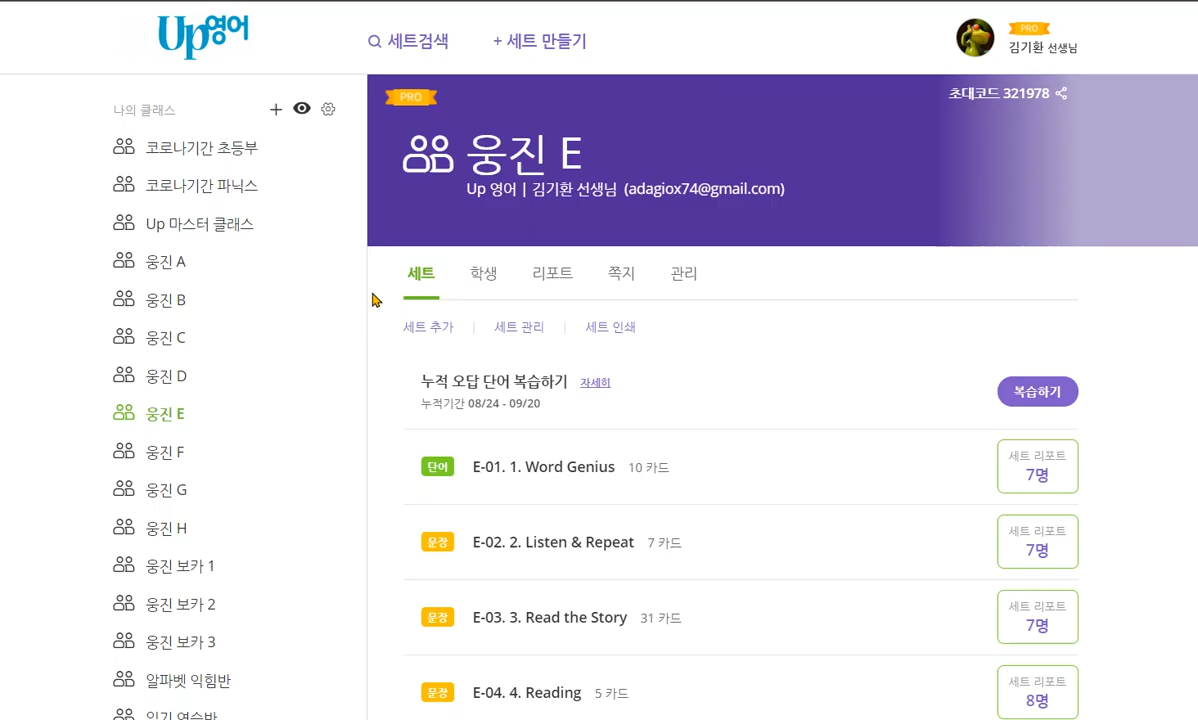 Up영어
세트검색
+ 세트 만들기
PRO
김기환 선생님
나의 클래스
코로나기간 초등부
코로나기간 파닉스
Up 마스터 클래스
웅진 A
웅진 B
웅진 C
웅진 D
웅진 E
웅진 F
웅진 G
웅진 H
웅진 보카 1
웅진 보카 2
웅진 보카 3
알파벳 익힘반
PRO
초대코드 321978
웅진 E
Up 영어 | 김기환 선생님 (adagiox74@gmail.com)
세트 학생 리포트 쪽지 관리
세트 추가 | 세트 관리 | 세트 인쇄
누적 오답 단어 복습하기 자세히
누적기간 08/24 - 09/20
복습하기
단어 E-01. 1. Word Genius 10 카드
세트 리포트
7명
문장 E-02. 2. Listen & Repeat 7 카드
세트 리포트
7명
문장 E-03. 3. Read the Story 31 카드
세트 리포트
7명
문장 E-04. 4. Reading 5 카드
세트 리포트
8명